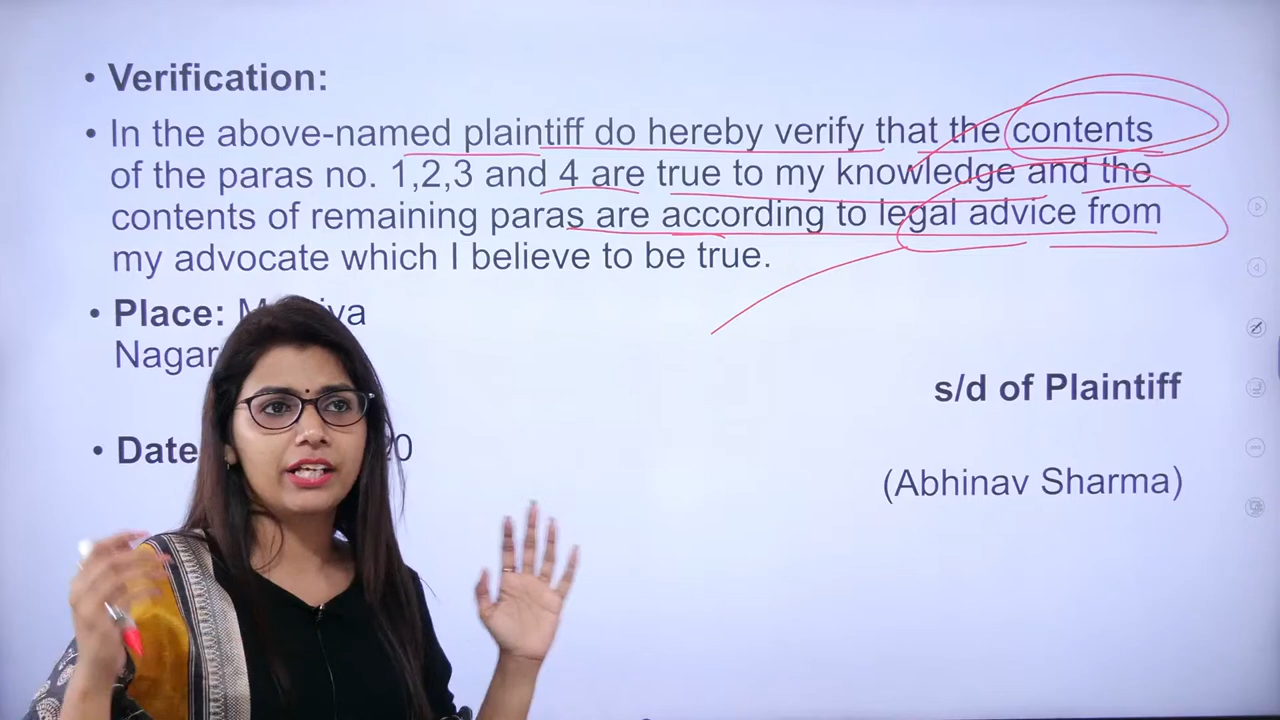 • Verification:
• In the above-named plaintiff do hereby verify that the contents
of the paras no. 1,2,3 and 4 are true to my knowledge and the
contents of remaining paras are according to legal advice from
my advocate which I believe to be true.
• Place:
Nagar
s/d of Plaintiff
• Date
(Abhinav Sharma)